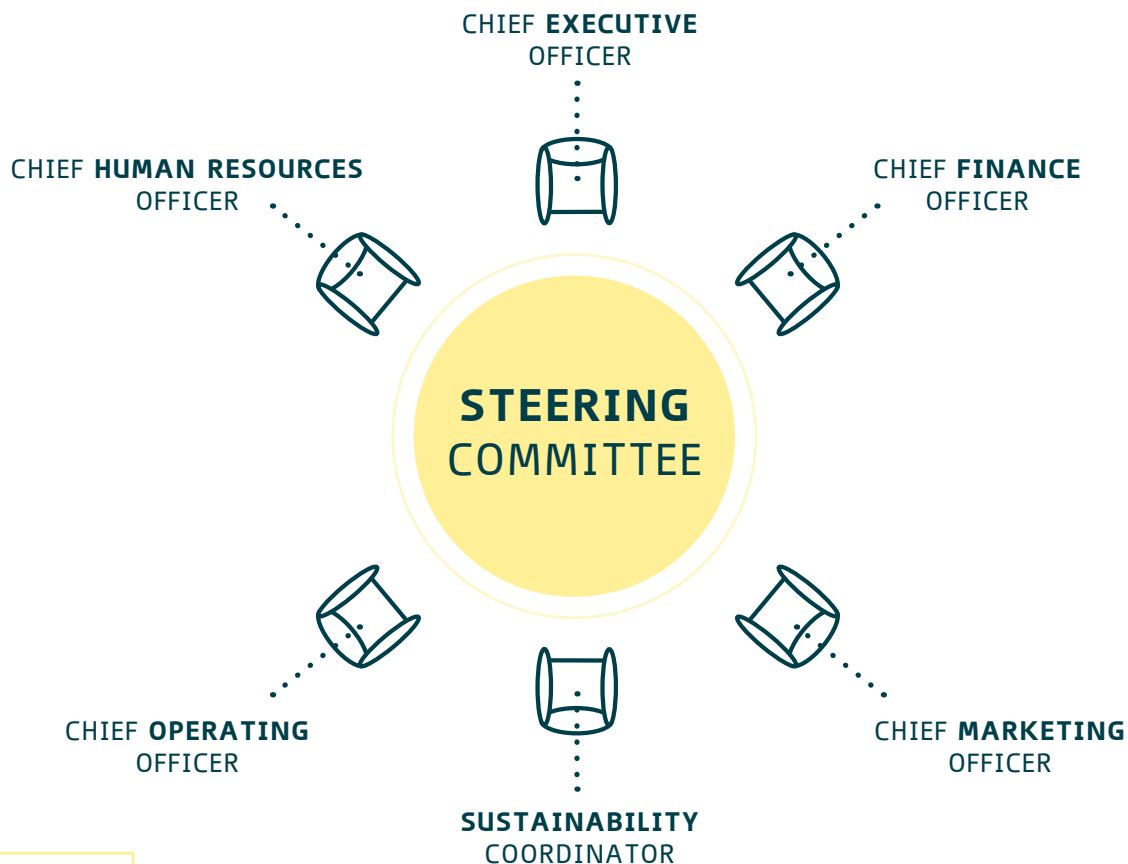 CHIEF EXECUTIVE
OFFICER
CHIEF HUMAN RESOURCES
OFFICER
CHIEF FINANCE
OFFICER
STEERING
COMMITTEE
CHIEF OPERATING
OFFICER
CHIEF MARKETING
OFFICER
SUSTAINABILITY
COORDINATOR